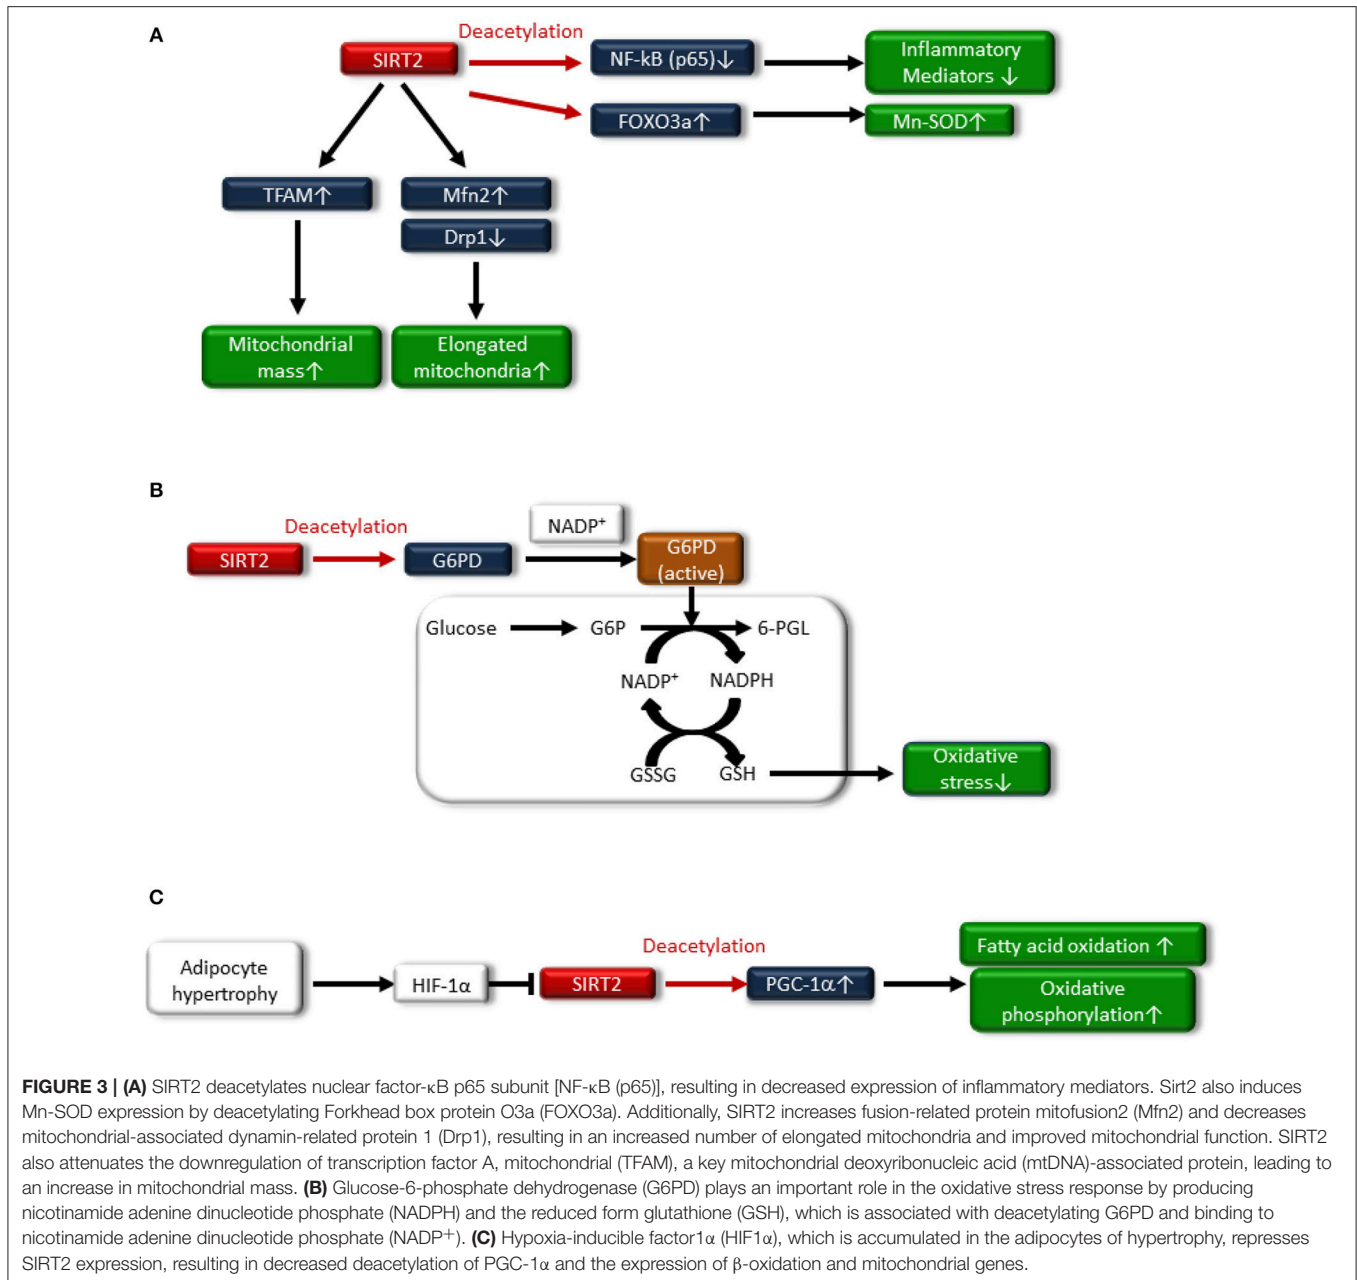 A
Deacetylation
SIRT2
NF-kB (p65)↓
Inflammatory
Mediators ↓
FOXO3a↑
Mn-SOD↑
TFAM↑
Mfn2↑
Drp1↓
Mitochondrial
mass↑
Elongated
mitochondria↑
B
Deacetylation
NADP⁺
SIRT2
G6PD
G6PD
(active)
Glucose
G6P
6-PGL
NADP⁺
NADPH
GSSG
GSH
Oxidative
stress↓
C
Adipocyte
hypertrophy
HIF-1α
Deacetylation
SIRT2
PGC-1α↑
Fatty acid oxidation ↑
Oxidative
phosphorylation↑
FIGURE 3 | (A) SIRT2 deacetylates nuclear factor-κB p65 subunit [NF-κB (p65)], resulting in decreased expression of inflammatory mediators. Sirt2 also induces
Mn-SOD expression by deacetylating Forkhead box protein O3a (FOXO3a). Additionally, SIRT2 increases fusion-related protein mitofusion2 (Mfn2) and decreases
mitochondrial-associated dynamin-related protein 1 (Drp1), resulting in an increased number of elongated mitochondria and improved mitochondrial function. SIRT2
also attenuates the downregulation of transcription factor A, mitochondrial (TFAM), a key mitochondrial deoxyribonucleic acid (mtDNA)-associated protein, leading to
an increase in mitochondrial mass. (B) Glucose-6-phosphate dehydrogenase (G6PD) plays an important role in the oxidative stress response by producing
nicotinamide adenine dinucleotide phosphate (NADPH) and the reduced form glutathione (GSH), which is associated with deacetylating G6PD and binding to
nicotinamide adenine dinucleotide phosphate (NADP+). (C) Hypoxia-inducible factor1α (HIF1α), which is accumulated in the adipocytes of hypertrophy, represses
SIRT2 expression, resulting in decreased deacetylation of PGC-1α and the expression of β-oxidation and mitochondrial genes.